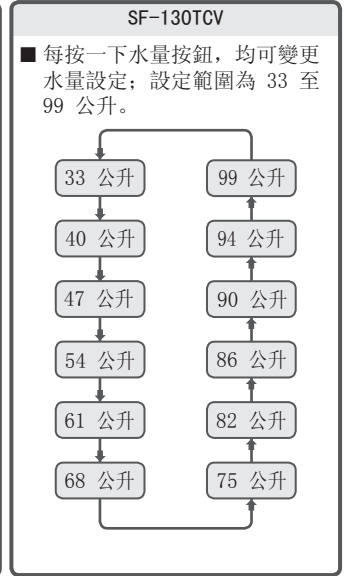 SF-130TCV
■ 每按一下水量按鈕，均可變更
水量設定；設定範圍為 33 至
99 公升。
33 公升
40 公升
47 公升
54 公升
61 公升
68 公升
75 公升
82 公升
86 公升
90 公升
94 公升
99 公升